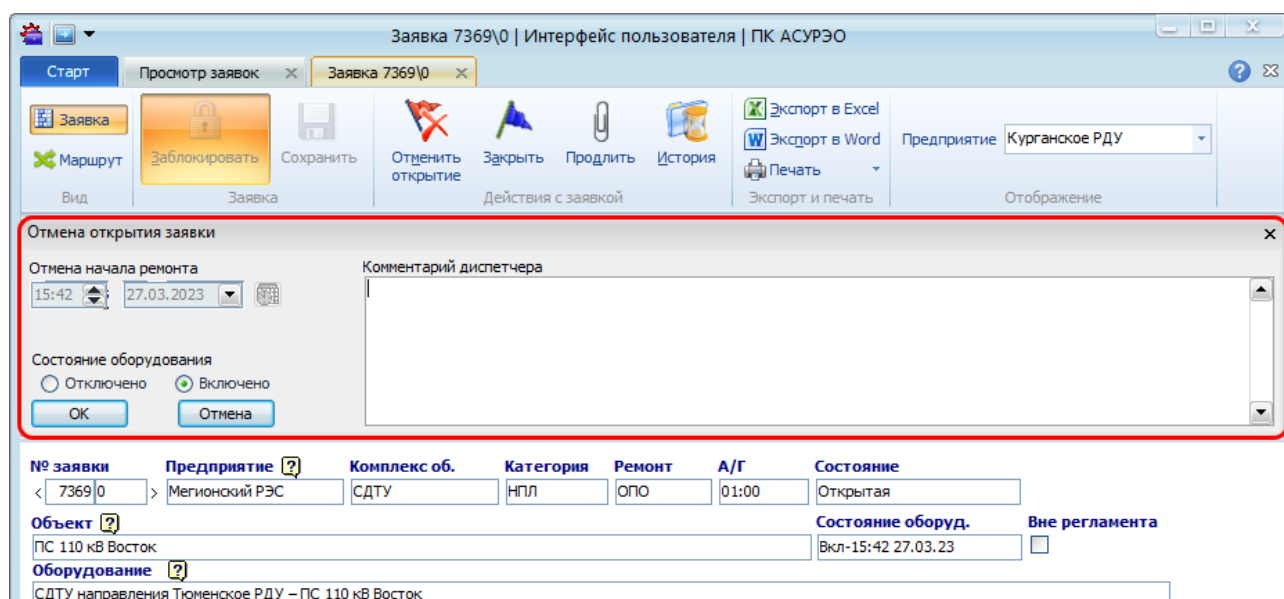 Заявка 7369\0 | Интерфейс пользователя | ПК АСУРЭО
Старт Просмотр заявок Заявка 7369\0
Заявка Маршрут Вид
Заблокировать Сохранить Заявка
Отменить открытие Закрыть Продлить История Действия с заявкой
Экспорт в Excel
Экспорт в Word
Печать
Экспорт и печать
Предприятие Курганское РДУ
Отображение
Отмена открытия заявки
Отмена начала ремонта Комментарий диспетчера
15:42 27.03.2023
Состояние оборудования
Отключено Включено
ОК Отмена
№ заявки Предприятие ? Комплекс об. Категория Ремонт А/Г Состояние
< 7369 0 > Мегионский РЭС СДТУ НПЛ ОПО 01:00 Открытая
Объект ? Состояние оборуд. Вне регламента
ПС 110 кВ Восток Вкл-15:42 27.03.23
Оборудование ?
СДТУ направления Тюменское РДУ – ПС 110 кВ Восток